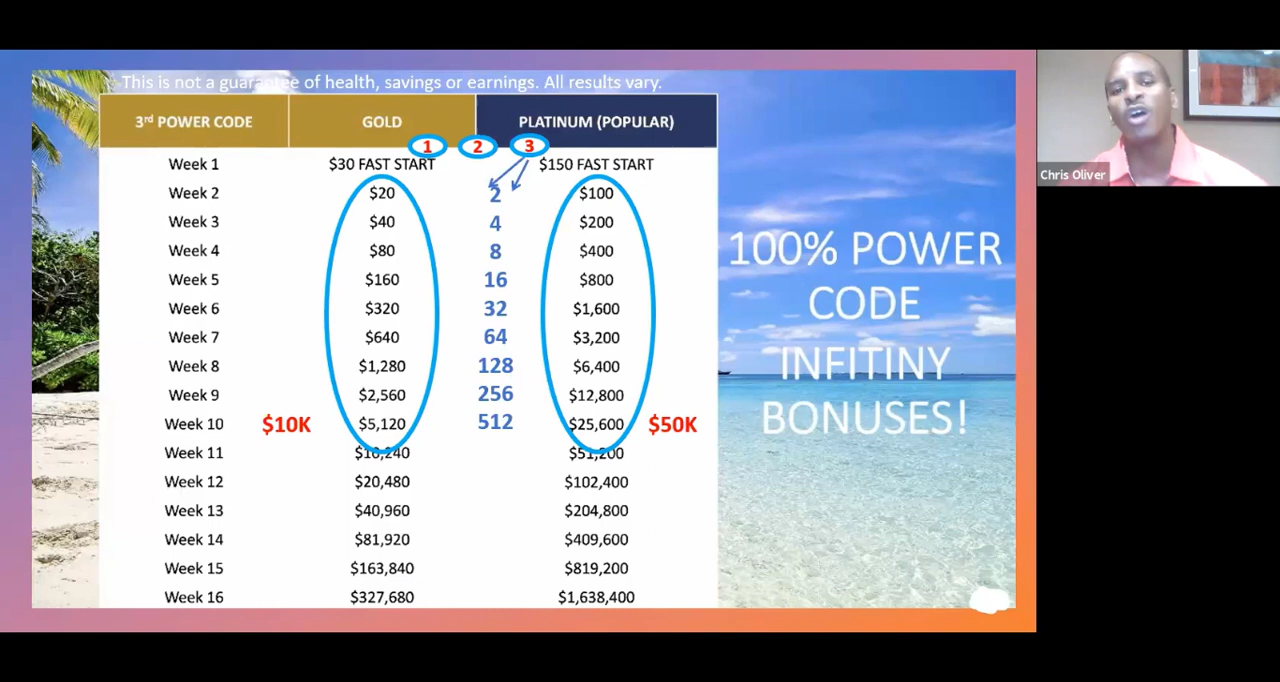 This is not a guarantee of health, savings or earnings. All results vary.
3rd POWER CODE GOLD PLATINUM (POPULAR)
1 2 3
Week 1 $30 FAST START $150 FAST START
Week 2 $20 2 $100
Week 3 $40 4 $200
Week 4 $80 8 $400
Week 5 $160 16 $800
Week 6 $320 32 $1,600
Week 7 $640 64 $3,200
Week 8 $1,280 128 $6,400
Week 9 $2,560 256 $12,800
Week 10 $10K $5,120 512 $25,600 $50K
Week 11 $10,240 $51,200
Week 12 $20,480 $102,400
Week 13 $40,960 $204,800
Week 14 $81,920 $409,600
Week 15 $163,840 $819,200
Week 16 $327,680 $1,638,400
100% POWER
CODE
INFITINY
BONUSES!
Chris Oliver